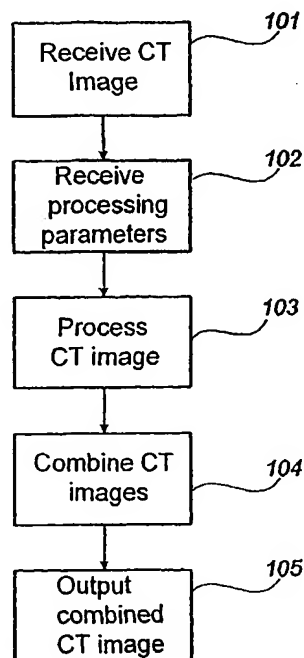 101
Receive CT
Image
102
Receive
processing
parameters
103
Process
CT image
104
Combine CT
images
105
Output
combined
CT image